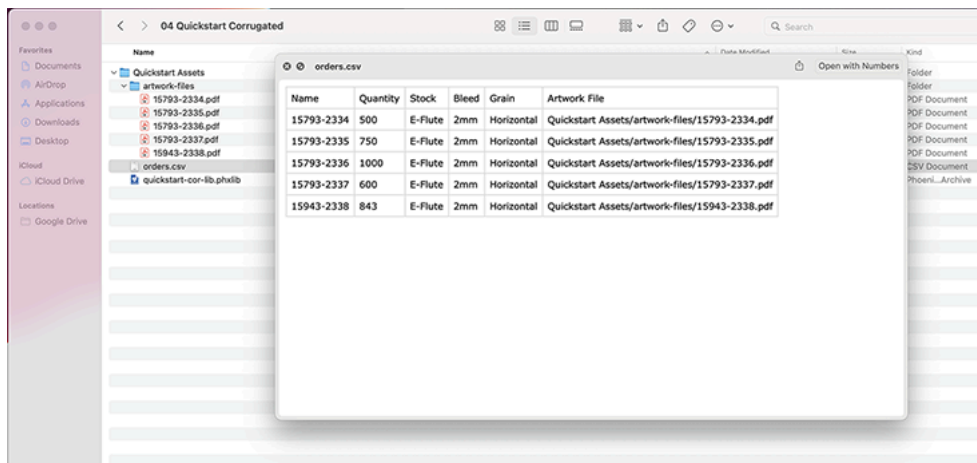 04 Quickstart Corrugated
Search
Favorites
Documents
AirDrop
Applications
Downloads
Desktop
iCloud
iCloud Drive
Locations
Google Drive
Name
Date Modified
Size
Kind
Quickstart Assets
artwork-files
15793-2334.pdf
15793-2335.pdf
15793-2336.pdf
15793-2337.pdf
15943-2338.pdf
orders.csv
quickstart-cor-lib.phxlib
orders.csv
Open with Numbers
Name Quantity Stock Bleed Grain Artwork File
15793-2334 500 E-Flute 2mm Horizontal Quickstart Assets/artwork-files/15793-2334.pdf
15793-2335 750 E-Flute 2mm Horizontal Quickstart Assets/artwork-files/15793-2335.pdf
15793-2336 1000 E-Flute 2mm Horizontal Quickstart Assets/artwork-files/15793-2336.pdf
15793-2337 600 E-Flute 2mm Horizontal Quickstart Assets/artwork-files/15793-2337.pdf
15943-2338 843 E-Flute 2mm Horizontal Quickstart Assets/artwork-files/15943-2338.pdf
Folder
Folder
PDF Document
PDF Document
PDF Document
PDF Document
PDF Document
CSV Document
Phoeni...Archive